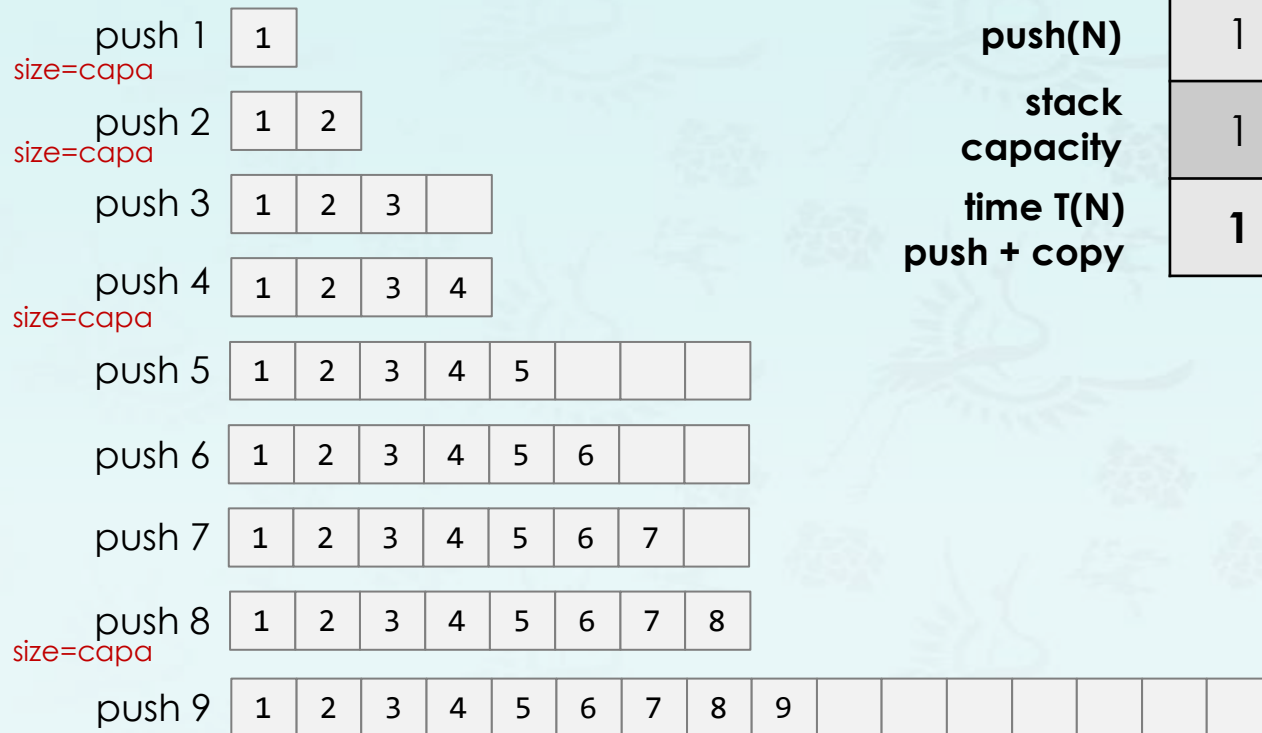 push 1 1
size=capa
push 2 1 2
size=capa
push 3 1 2 3
push 4 1 2 3 4
size=capa
push 5 1 2 3 4 5
push 6 1 2 3 4 5 6
push 7 1 2 3 4 5 6 7
push 8 1 2 3 4 5 6 7 8
size=capa
push 9 1 2 3 4 5 6 7 8 9
push(N) 1
stack
capacity 1
time T(N)
push + copy 1